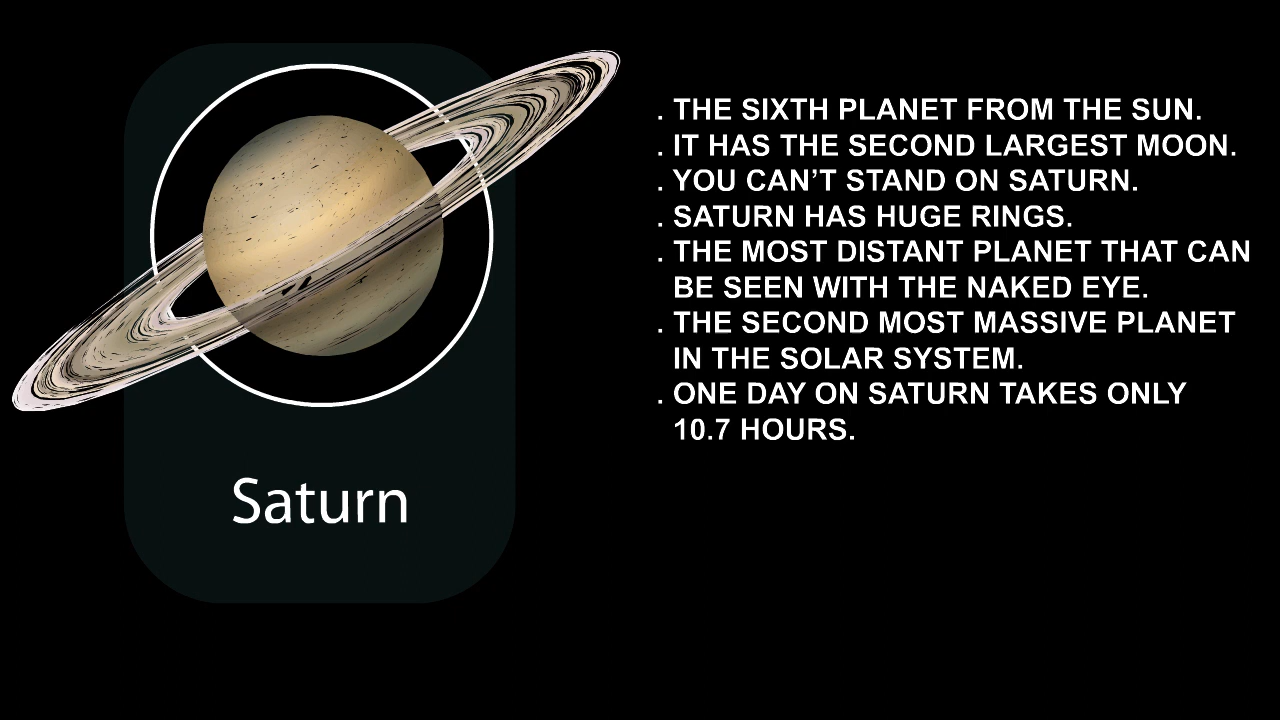 . THE SIXTH PLANET FROM THE SUN.
. IT HAS THE SECOND LARGEST MOON.
. YOU CAN’T STAND ON SATURN.
. SATURN HAS HUGE RINGS.
. THE MOST DISTANT PLANET THAT CAN
BE SEEN WITH THE NAKED EYE.
. THE SECOND MOST MASSIVE PLANET
IN THE SOLAR SYSTEM.
. ONE DAY ON SATURN TAKES ONLY
10.7 HOURS.
Saturn